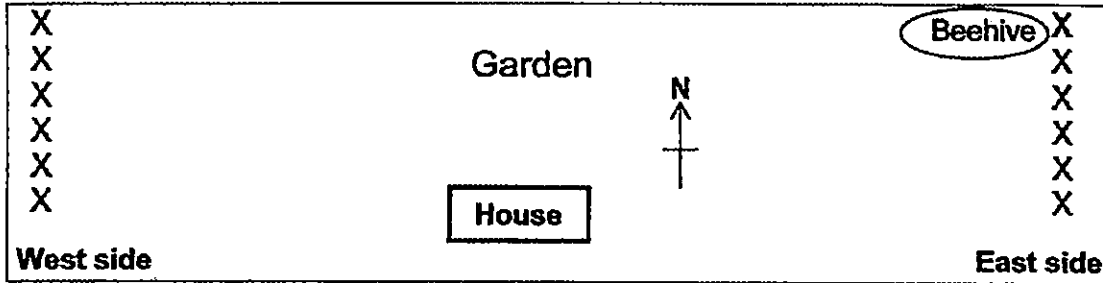 X Beehive X
X Garden X
X N X
X X
X X
X House X
West side East side